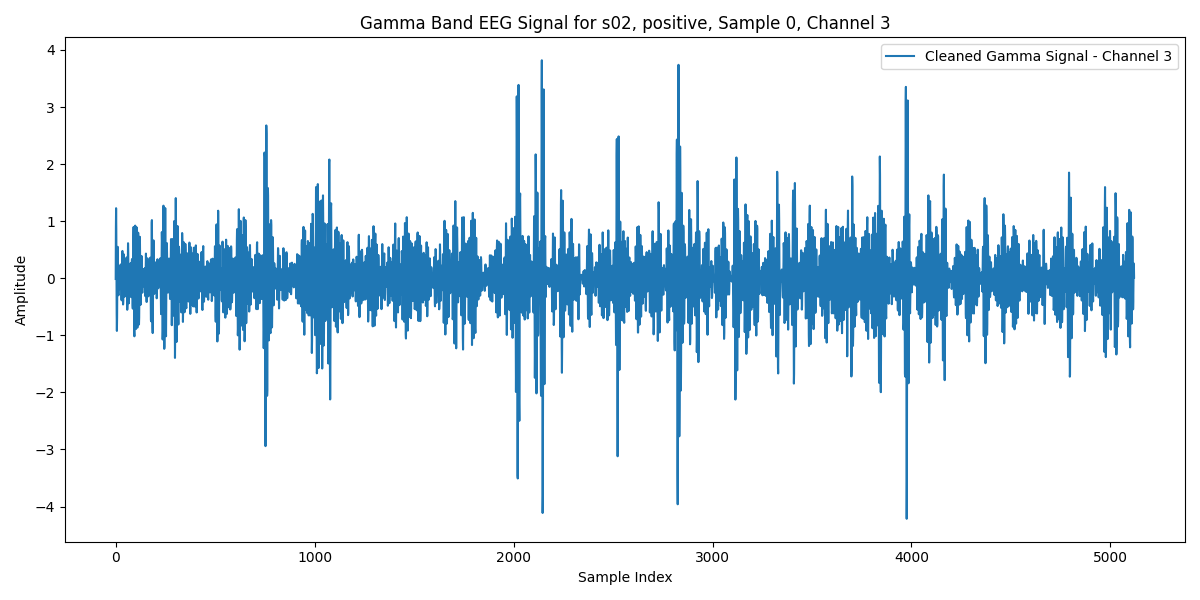 Gamma Band EEG Signal for s02, positive, Sample 0, Channel 3
Cleaned Gamma Signal - Channel 3
4
3
2
1
0
−1
−2
−3
−4
Amplitude
0 1000 2000 3000 4000 5000
Sample Index